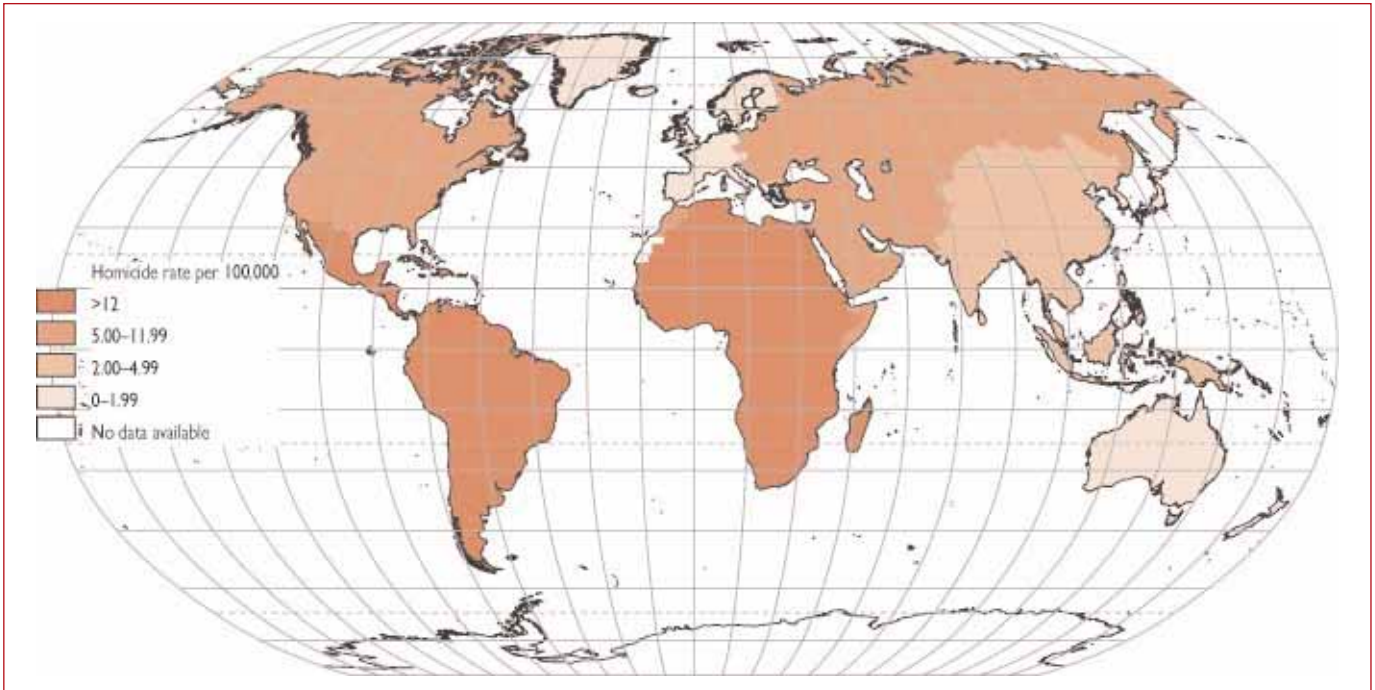 Homicide rate per 100,000
>12
5.00–11.99
2.00–4.99
0–1.99
No data available